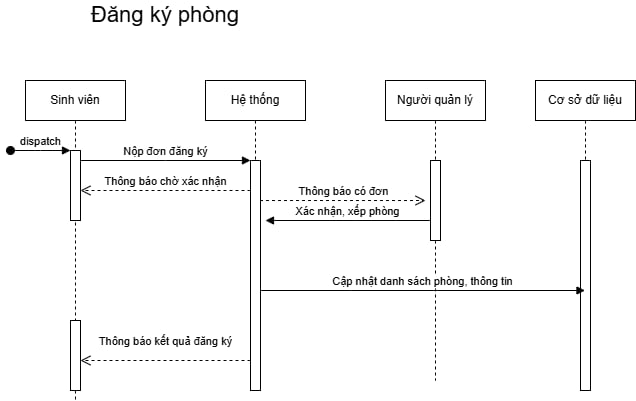 Đăng ký phòng
Sinh viên
Hệ thống
Người quản lý
Cơ sở dữ liệu
dispatch
Nộp đơn đăng ký
Thông báo chờ xác nhận
Thông báo có đơn
Xác nhận, xếp phòng
Cập nhật danh sách phòng, thông tin
Thông báo kết quả đăng ký